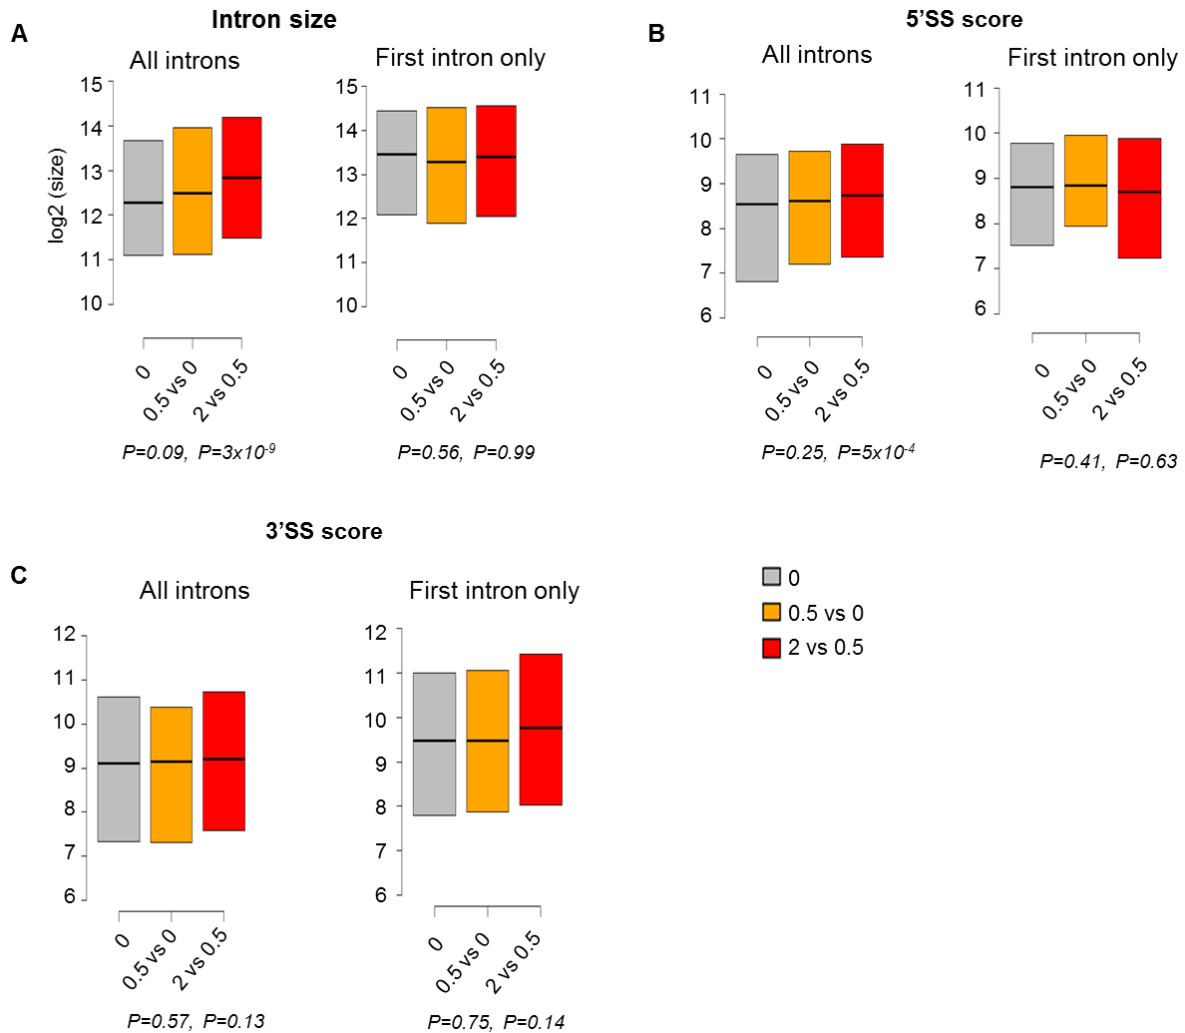 A
Intron size
All introns
First intron only
log2 (size)
15
14
13
12
11
10
0
0.5 vs 0
2 vs 0.5
P=0.09, P=3x10-9
15
14
13
12
11
10
0
0.5 vs 0
2 vs 0.5
P=0.56, P=0.99
B
5’SS score
All introns
First intron only
11
10
9
8
7
6
0
0.5 vs 0
2 vs 0.5
P=0.25, P=5x10-4
11
10
9
8
7
6
0
0.5 vs 0
2 vs 0.5
P=0.41, P=0.63
C
3’SS score
All introns
First intron only
12
11
10
9
8
7
6
0
0.5 vs 0
2 vs 0.5
P=0.57, P=0.13
12
11
10
9
8
7
6
0
0.5 vs 0
2 vs 0.5
P=0.75, P=0.14
0
0.5 vs 0
2 vs 0.5